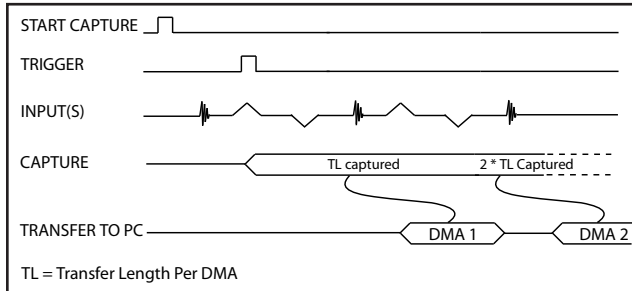 START CAPTURE
TRIGGER
INPUT(S)
CAPTURE
TL captured
2 * TL Captured
TRANSFER TO PC
DMA 1
DMA 2
TL = Transfer Length Per DMA